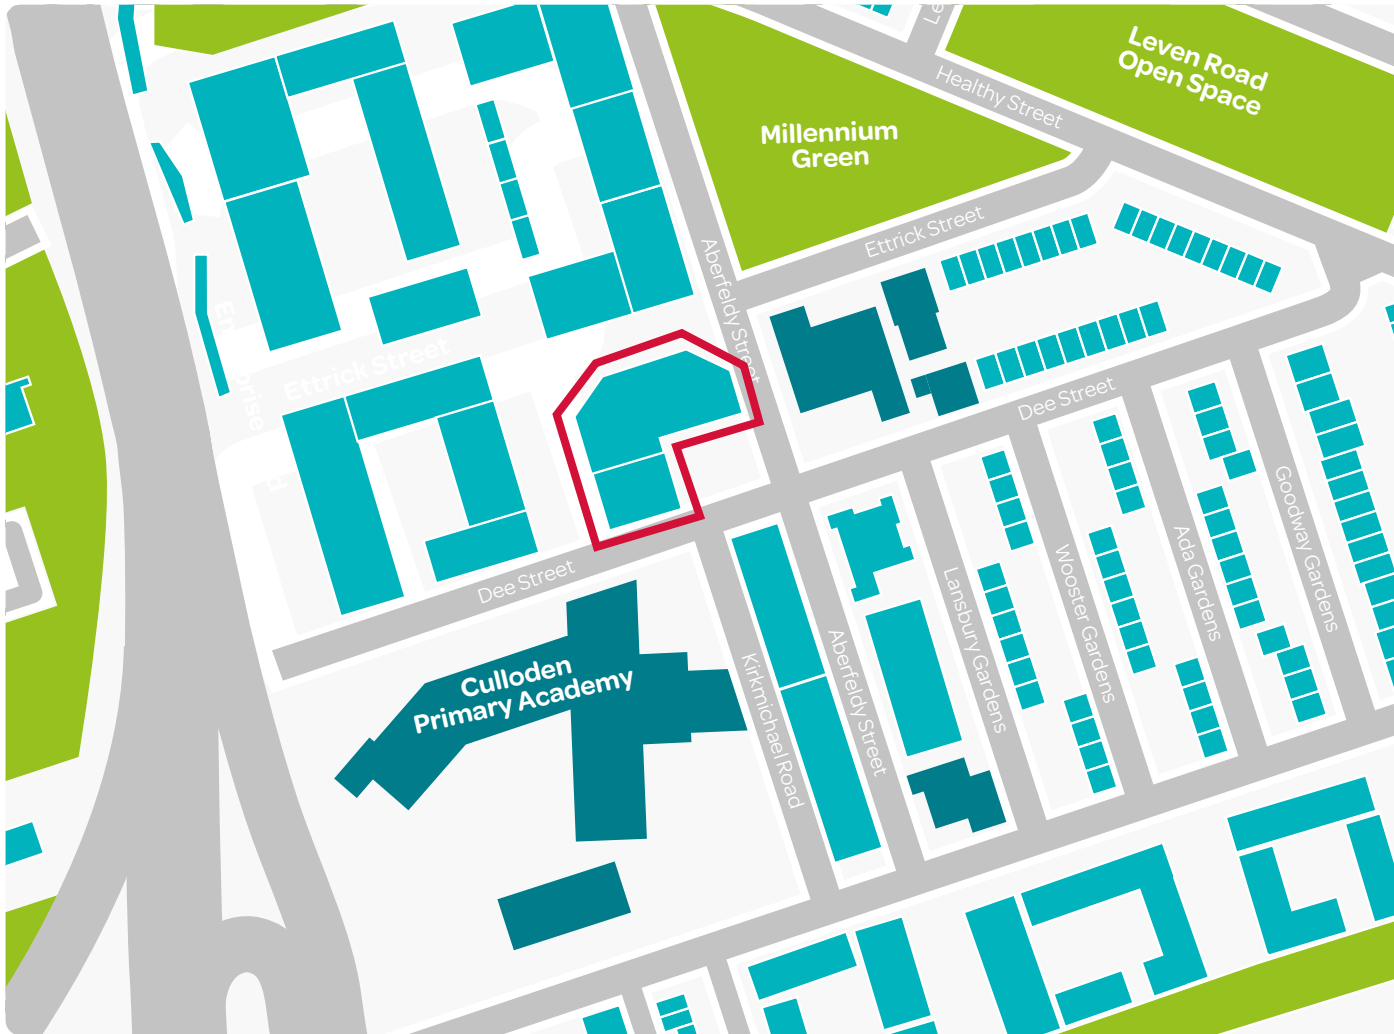 Le
Leven Road
Open Space
Healthy Street
Millennium
Green
Ettrick Street
Aberfeldy Street
Ettrick Street
Dee Street
Goodway Gardens
Ada Gardens
Wooster Gardens
Lansbury Gardens
Dee Street
Aberfeldy Street
Kirkmichael Road
Culloden
Primary Academy